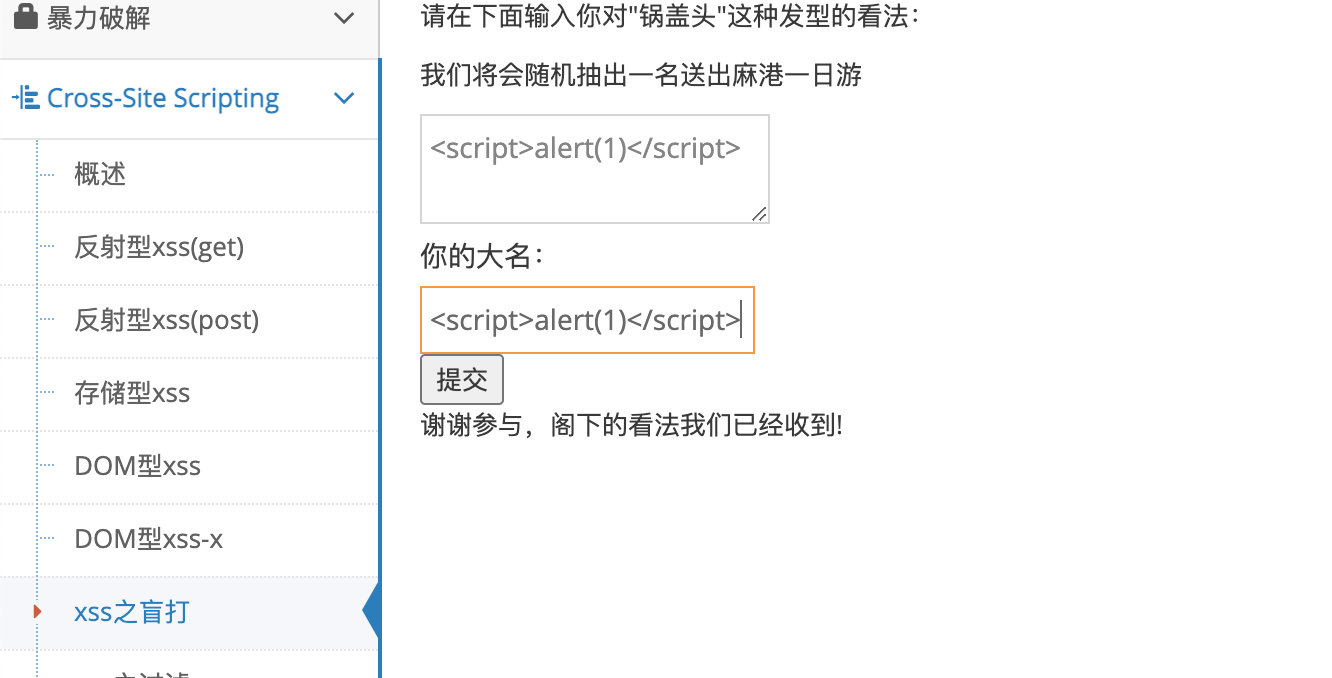 暴力破解
Cross-Site Scripting
概述
反射型xss(get)
反射型xss(post)
存储型xss
DOM型xss
DOM型xss-x
xss之盲打
请在下面输入你对"锅盖头"这种发型的看法：
我们将会随机抽出一名送出麻港一日游
<script>alert(1)</script>
你的大名：
<script>alert(1)</script>
提交
谢谢参与，阁下的看法我们已经收到!